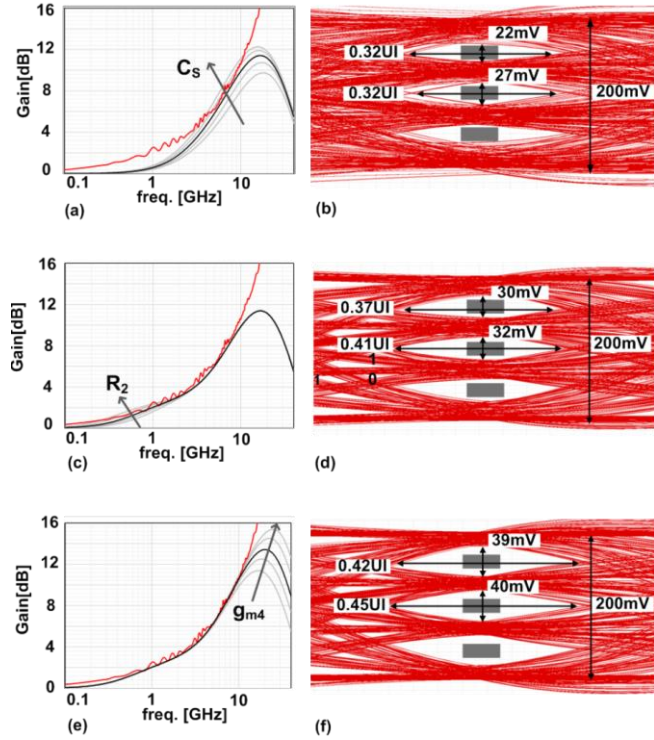 16
12
8
4
0
Gain[dB]
C_S
0.1 1 10
freq. [GHz]
(a)
22mV
0.32UI
27mV
0.32UI
200mV
(b)
16
12
8
4
0
Gain[dB]
R_2
0.1 1 10
freq. [GHz]
(c)
30mV
0.37UI
32mV
0.41UI
200mV
1
1 0
(d)
16
12
8
4
0
Gain[dB]
g_m4
0.1 1 10
freq. [GHz]
(e)
39mV
0.42UI
40mV
0.45UI
200mV
(f)